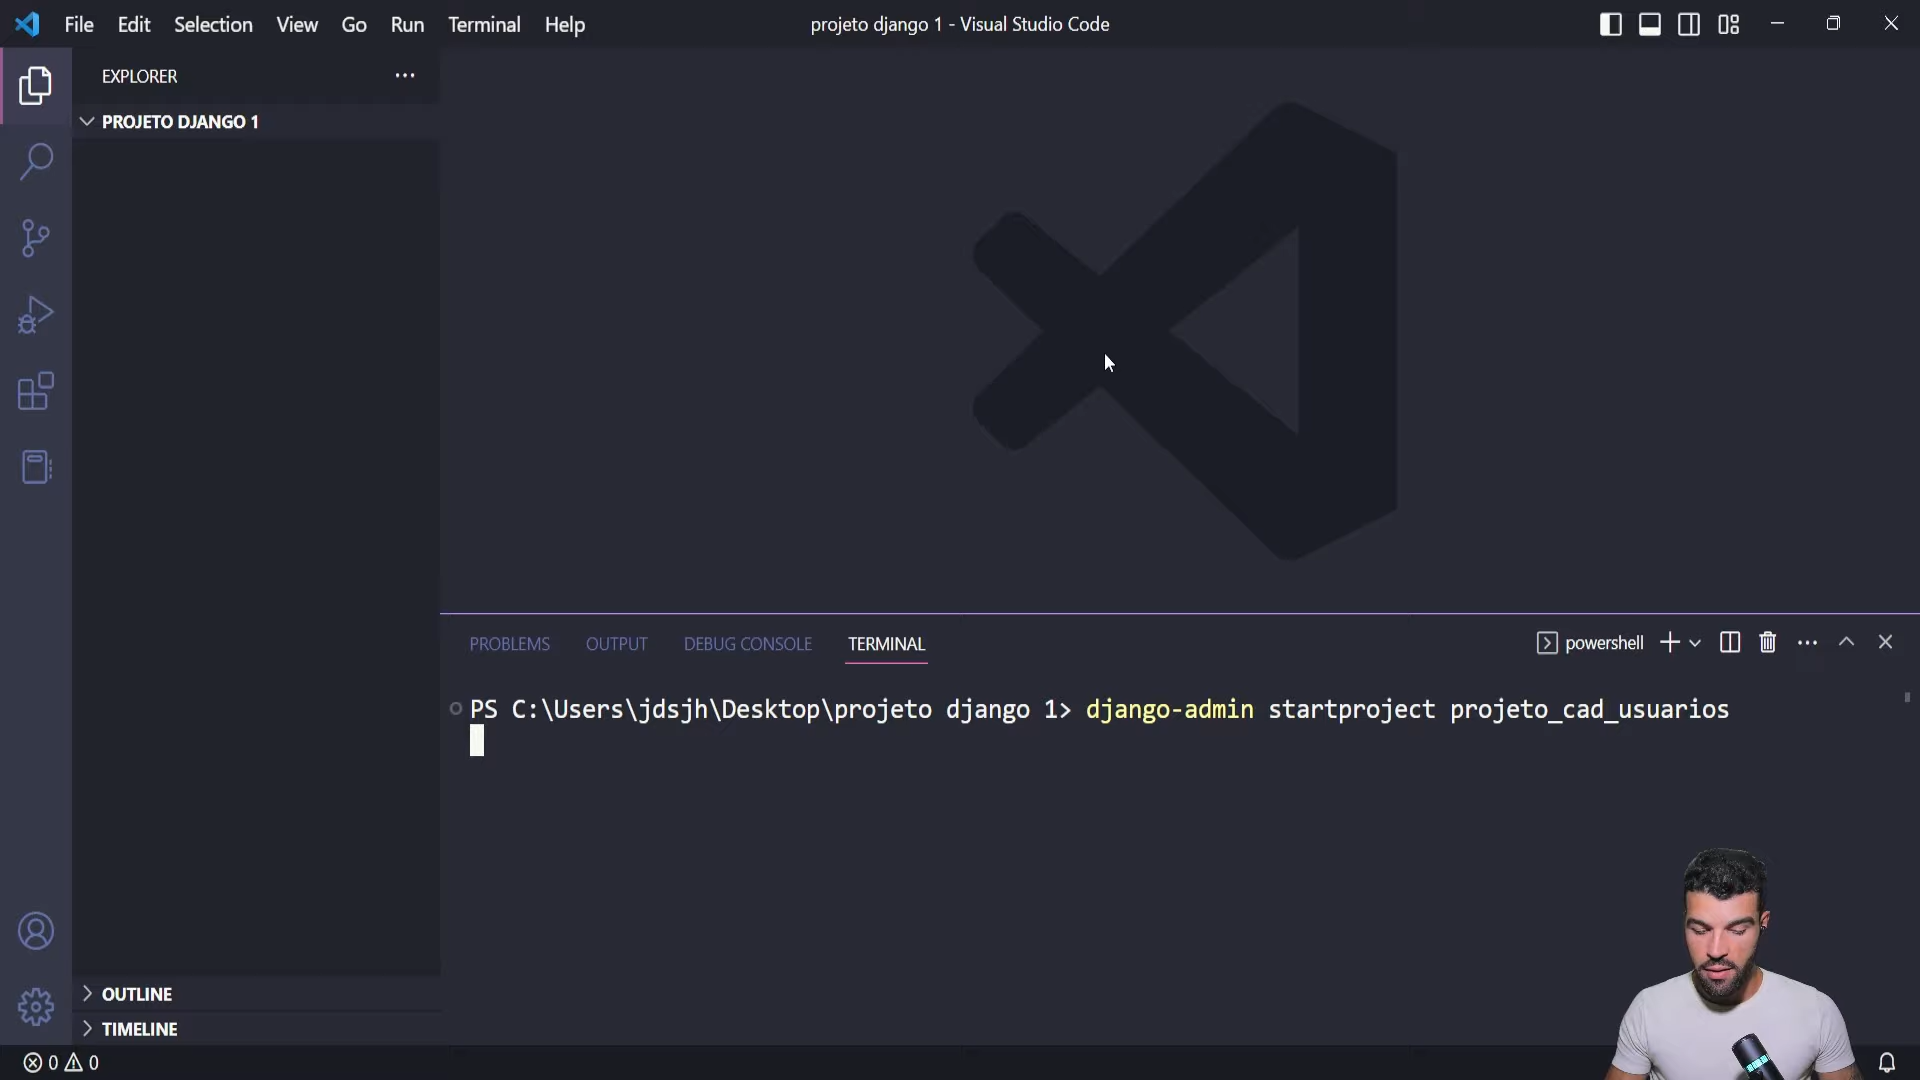 File Edit Selection View Go Run Terminal Help
projeto django 1 - Visual Studio Code
EXPLORER
PROJETO DJANGO 1
PROBLEMS OUTPUT DEBUG CONSOLE TERMINAL
powershell
PS C:\Users\jdsjh\Desktop\projeto django 1> django-admin startproject projeto_cad_usuarios
OUTLINE
TIMELINE
0 0